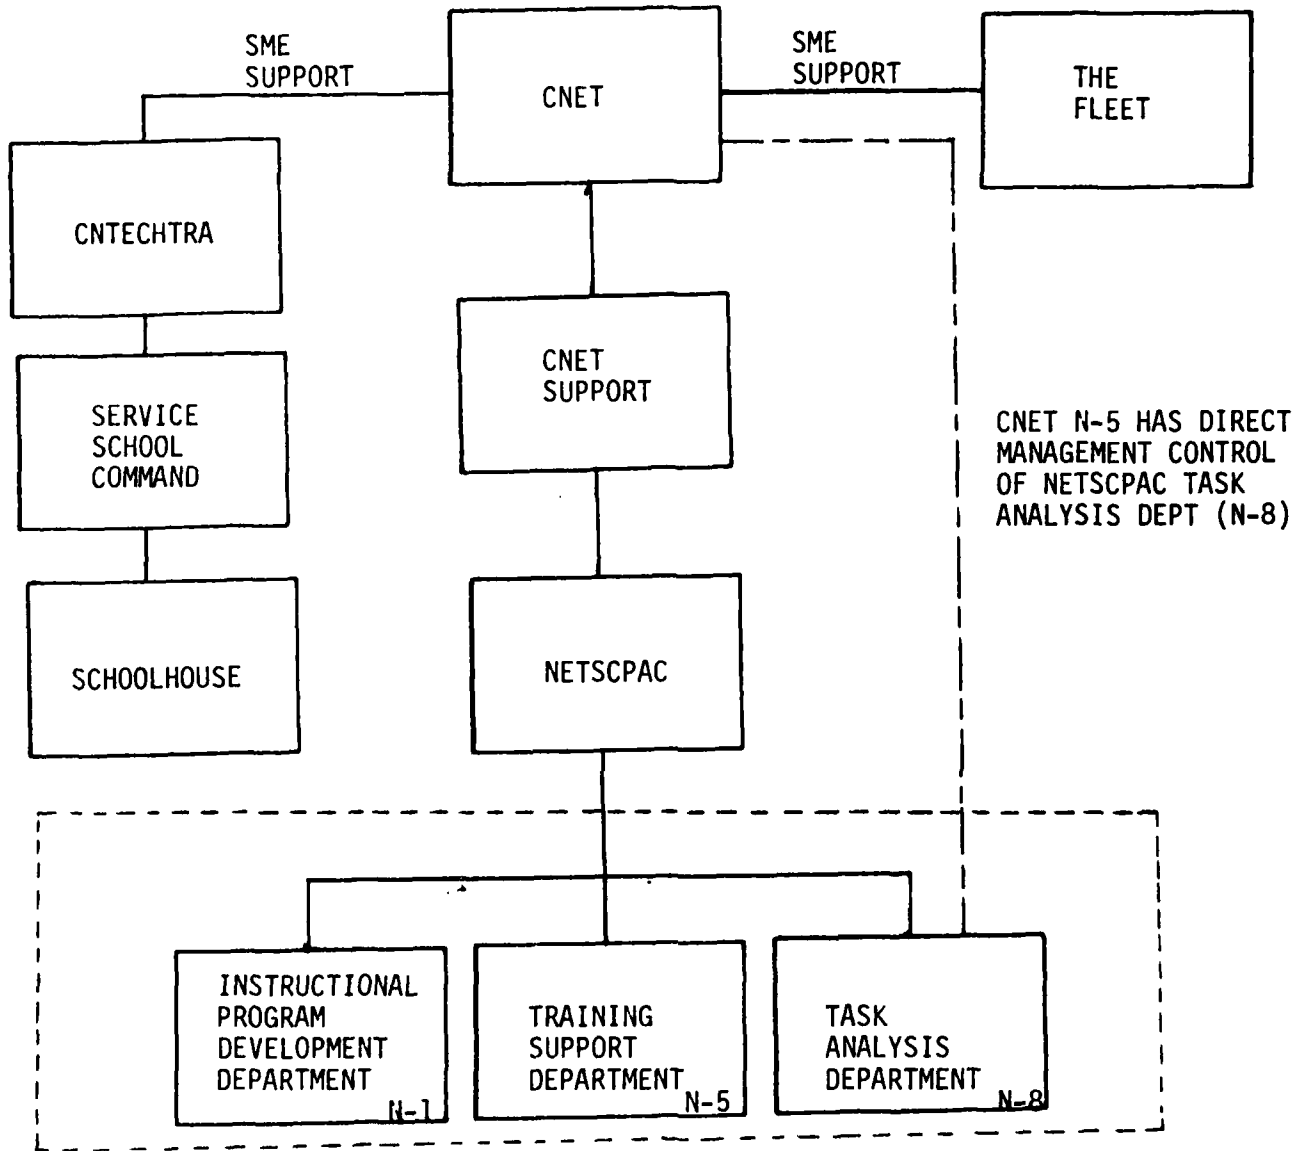 SME
SUPPORT
CNET
SME
SUPPORT
THE
FLEET
CNTECHTRA
CNET
SUPPORT
SERVICE
SCHOOL
COMMAND
CNET N-5 HAS DIRECT
MANAGEMENT CONTROL
OF NETSCPAC TASK
ANALYSIS DEPT (N-8)
SCHOOLHOUSE
NETSCPAC
INSTRUCTIONAL
PROGRAM
DEVELOPMENT
DEPARTMENT
N-1
TRAINING
SUPPORT
DEPARTMENT
N-5
TASK
ANALYSIS
DEPARTMENT
N-8